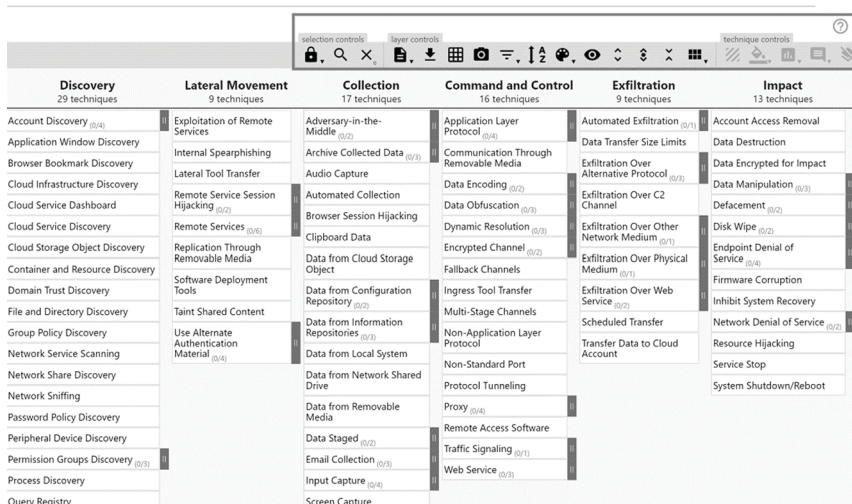 selection controls
layer controls
technique controls
Discovery
29 techniques
Account Discovery (0/4)
Application Window Discovery
Browser Bookmark Discovery
Cloud Infrastructure Discovery
Cloud Service Dashboard
Cloud Service Discovery
Cloud Storage Object Discovery
Container and Resource Discovery
Domain Trust Discovery
File and Directory Discovery
Group Policy Discovery
Network Service Scanning
Network Share Discovery
Network Sniffing
Password Policy Discovery
Peripheral Device Discovery
Permission Groups Discovery (0/3)
Process Discovery
Query Registry
Lateral Movement
9 techniques
Exploitation of Remote
Services
Internal Spearphishing
Lateral Tool Transfer
Remote Service Session
Hijacking (0/2)
Remote Services (0/6)
Replication Through
Removable Media
Software Deployment
Tools
Taint Shared Content
Use Alternate
Authentication
Material (0/4)
Collection
17 techniques
Adversary-in-the-
Middle (0/2)
Archive Collected Data (0/3)
Audio Capture
Automated Collection
Browser Session Hijacking
Clipboard Data
Data from Cloud Storage
Object
Data from Configuration
Repository (0/2)
Data from Information
Repositories (0/3)
Data from Local System
Data from Network Shared
Drive
Data from Removable
Media
Data Staged (0/2)
Email Collection (0/3)
Input Capture (0/4)
Screen Capture
Command and Control
16 techniques
Application Layer
Protocol (0/4)
Communication Through
Removable Media
Data Encoding (0/2)
Data Obfuscation (0/3)
Dynamic Resolution (0/3)
Encrypted Channel (0/2)
Fallback Channels
Ingress Tool Transfer
Multi-Stage Channels
Non-Application Layer
Protocol
Non-Standard Port
Protocol Tunneling
Proxy (0/4)
Remote Access Software
Traffic Signaling (0/1)
Web Service (0/3)
Exfiltration
9 techniques
Automated Exfiltration (0/1)
Data Transfer Size Limits
Exfiltration Over
Alternative Protocol (0/3)
Exfiltration Over C2
Channel
Exfiltration Over Other
Network Medium (0/1)
Exfiltration Over Physical
Medium (0/1)
Exfiltration Over Web
Service (0/2)
Scheduled Transfer
Transfer Data to Cloud
Account
Impact
13 techniques
Account Access Removal
Data Destruction
Data Encrypted for Impact
Data Manipulation (0/3)
Defacement (0/2)
Disk Wipe (0/2)
Endpoint Denial of
Service (0/4)
Firmware Corruption
Inhibit System Recovery
Network Denial of Service (0/2)
Resource Hijacking
Service Stop
System Shutdown/Reboot